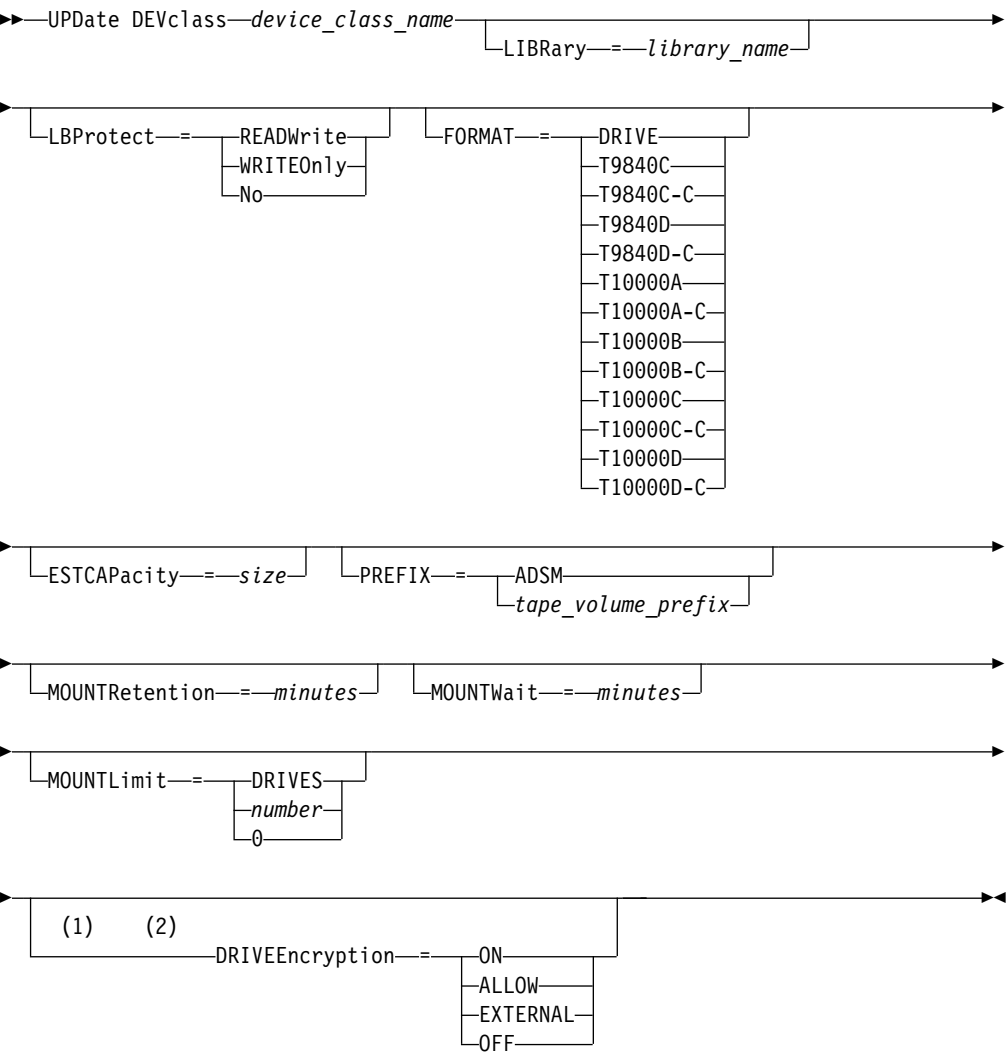 UPDate DEVclass device_class_name
LIBRary = library_name
LBProtect = READWrite FORMAT = DRIVE
WRITEOnly T9840C
No T9840C-C
T9840D
T9840D-C
T10000A
T10000A-C
T10000B
T10000B-C
T10000C
T10000C-C
T10000D
T10000D-C
ESTCAPacity = size PREFIX = ADSM
tape_volume_prefix
MOUNTRetention = minutes MOUNTWait = minutes
MOUNTLimit = DRIVES
number
0
(1) (2)
DRIVEEncryption = ON
ALLOW
EXTERNAL
OFF